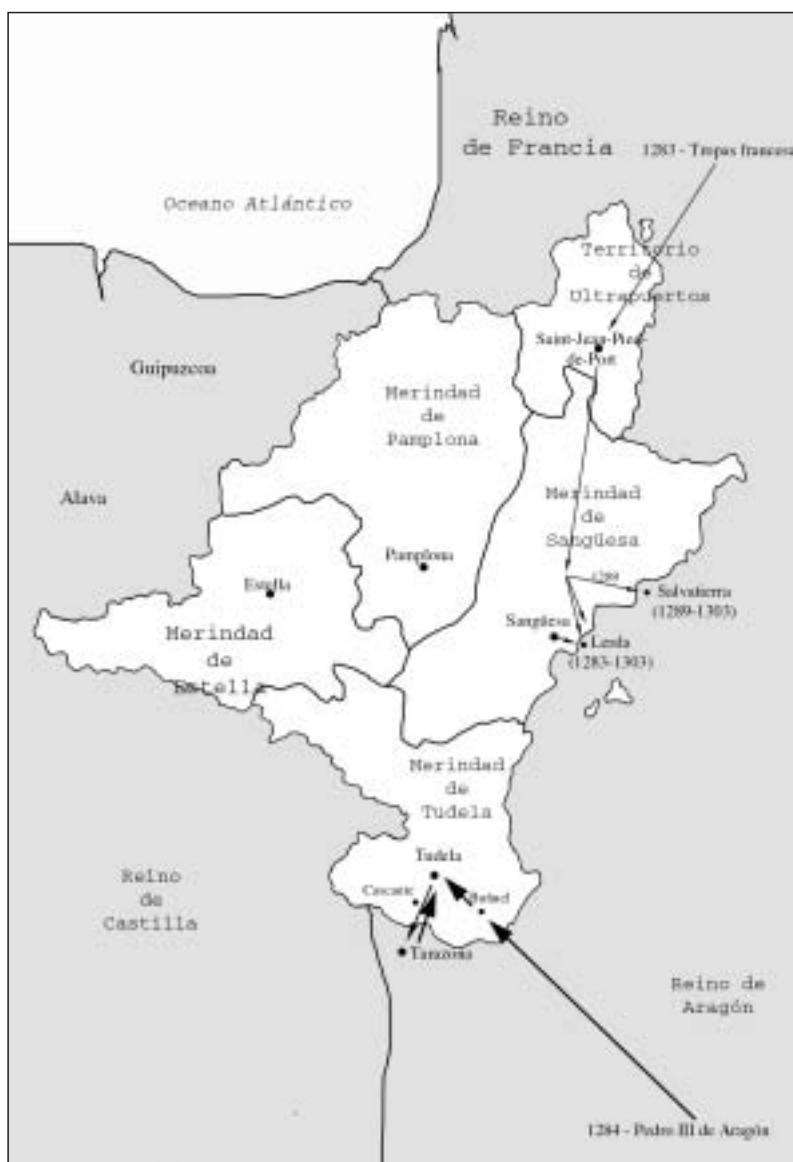 Reino
de Francia
1283 - Tropas francesa
Oceano Atlántico
Territorio
de
Ultrapuertos
Saint-Jean-Pied-
de-Port
Guipuzcoa
Merindad
de
Pamplona
Alava
Merindad
de
Sangüesa
Pamplona
Estella
1289
Salvatierra
(1289-1303)
Sangüesa
Lerda
(1283-1303)
Merindad
de
Estella
Merindad
de
Tudela
Reino
de
Castilla
Tudela
Cascante
Tarazona
Reino de
Aragón
1284 - Pedro III de Aragón